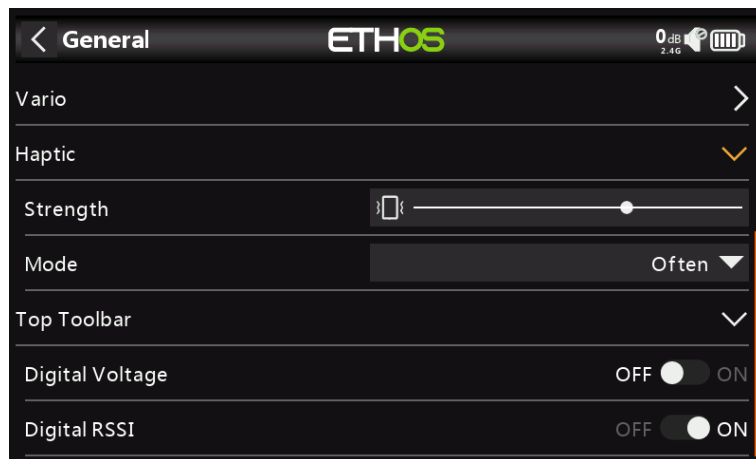 General ETHOS 0 dB 2.4G
Vario
Haptic
Strength
Mode Often
Top Toolbar
Digital Voltage OFF ON
Digital RSSI OFF ON